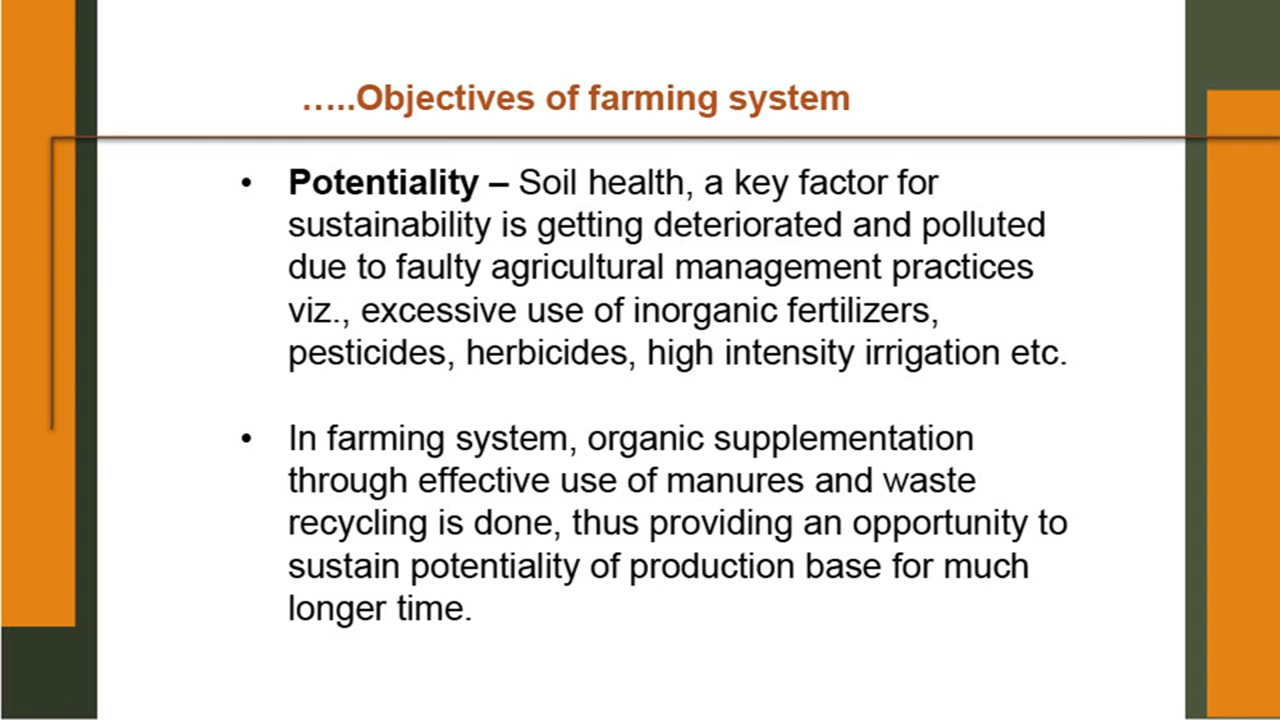 .....Objectives of farming system
• Potentiality – Soil health, a key factor for
sustainability is getting deteriorated and polluted
due to faulty agricultural management practices
viz., excessive use of inorganic fertilizers,
pesticides, herbicides, high intensity irrigation etc.
• In farming system, organic supplementation
through effective use of manures and waste
recycling is done, thus providing an opportunity to
sustain potentiality of production base for much
longer time.